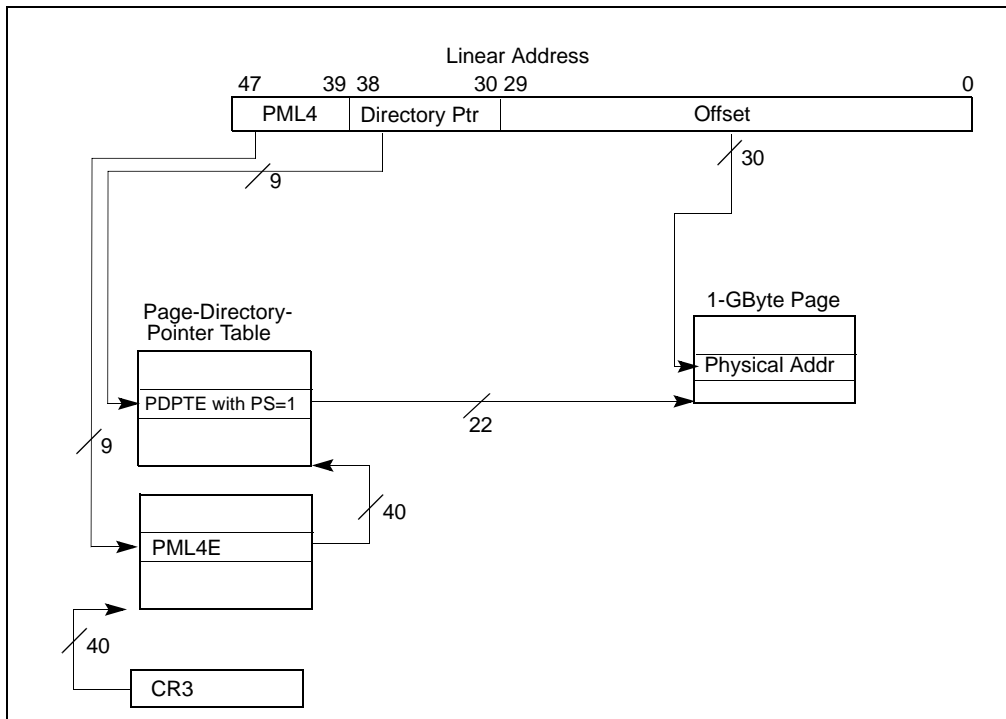 Linear Address
47 39 38 30 29 0
PML4 Directory Ptr Offset
9
30
1-GByte Page
Page-Directory-
Pointer Table
Physical Addr
PDPTE with PS=1
22
9
40
PML4E
40
CR3